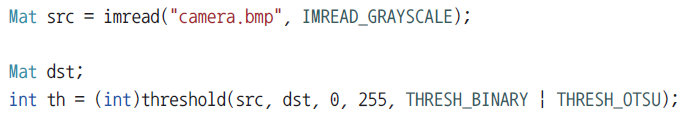 Mat src = imread("camera.bmp", IMREAD_GRAYSCALE);
Mat dst;
int th = (int)threshold(src, dst, 0, 255, THRESH_BINARY | THRESH_OTSU);